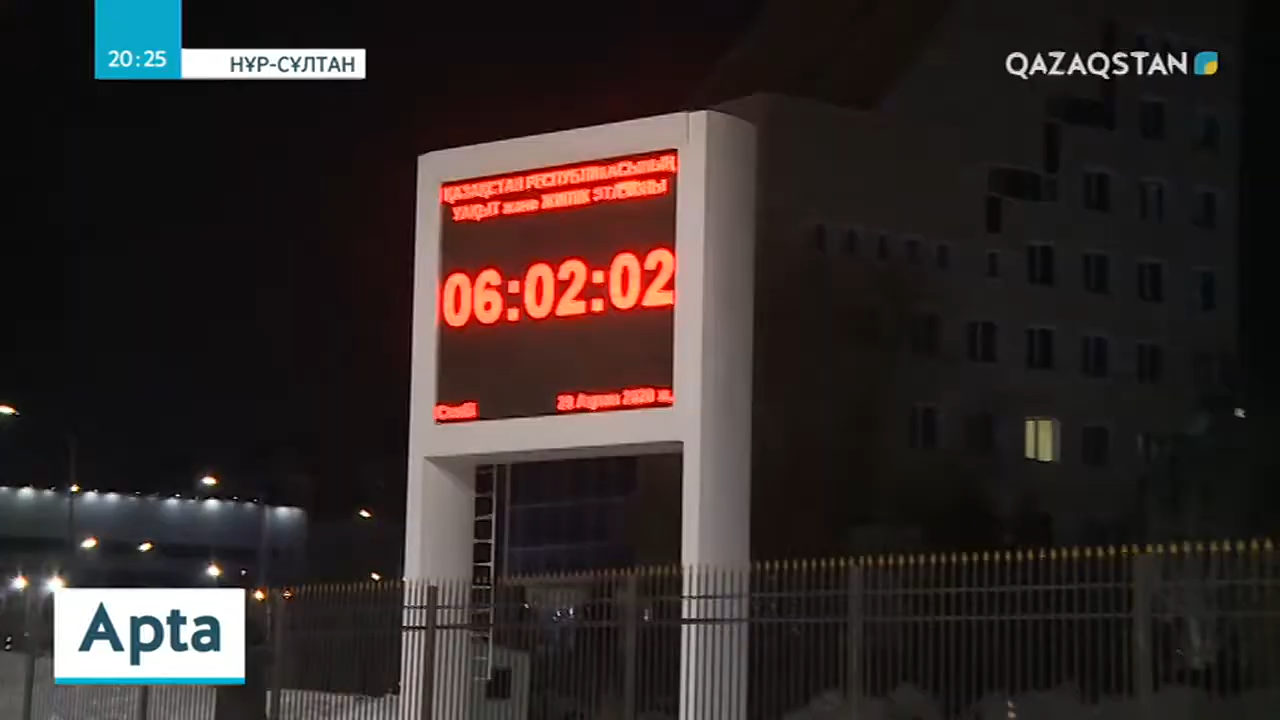 20:25
НҰР-СҰЛТАН
QAZAQSTAN
ҚАЗАҚСТАН РЕСПУБЛИКАСЫНЫҢ
УАҚЫТ және ЖИІЛІК ЭТАЛОНЫ
06:02:02
2020 ж.
Apta